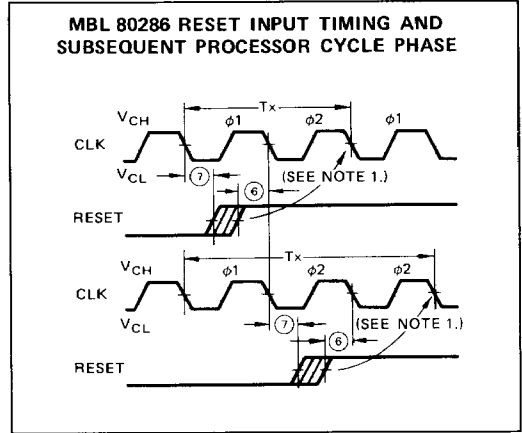 MBL 80286 RESET INPUT TIMING AND
SUBSEQUENT PROCESSOR CYCLE PHASE
Tx
VCH
ϕ1
ϕ2
ϕ1
CLK
VCL
7
6
(SEE NOTE 1.)
RESET
Tx
VCH
ϕ1
ϕ2
ϕ2
CLK
VCL
7
6
(SEE NOTE 1.)
RESET